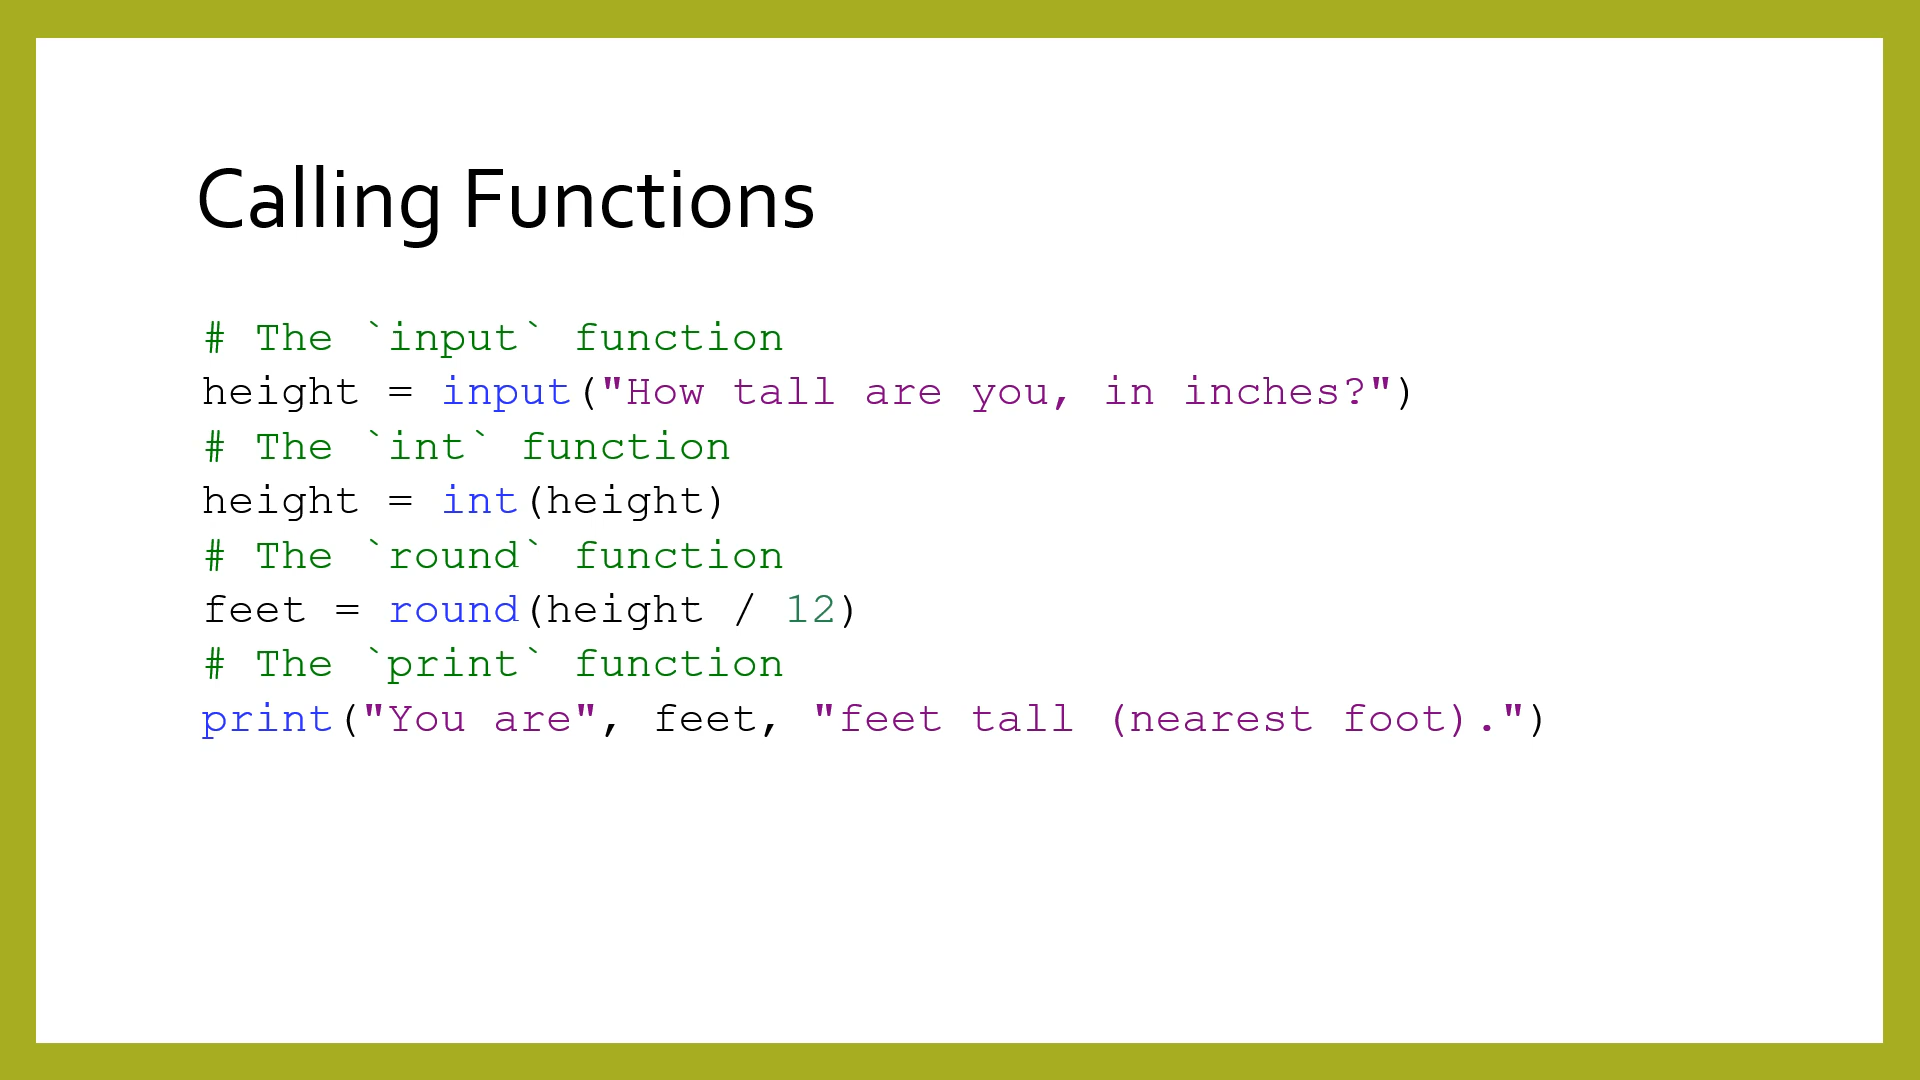 Calling Functions
# The `input` function
height = input("How tall are you, in inches?")
# The `int` function
height = int(height)
# The `round` function
feet = round(height / 12)
# The `print` function
print("You are", feet, "feet tall (nearest foot).")